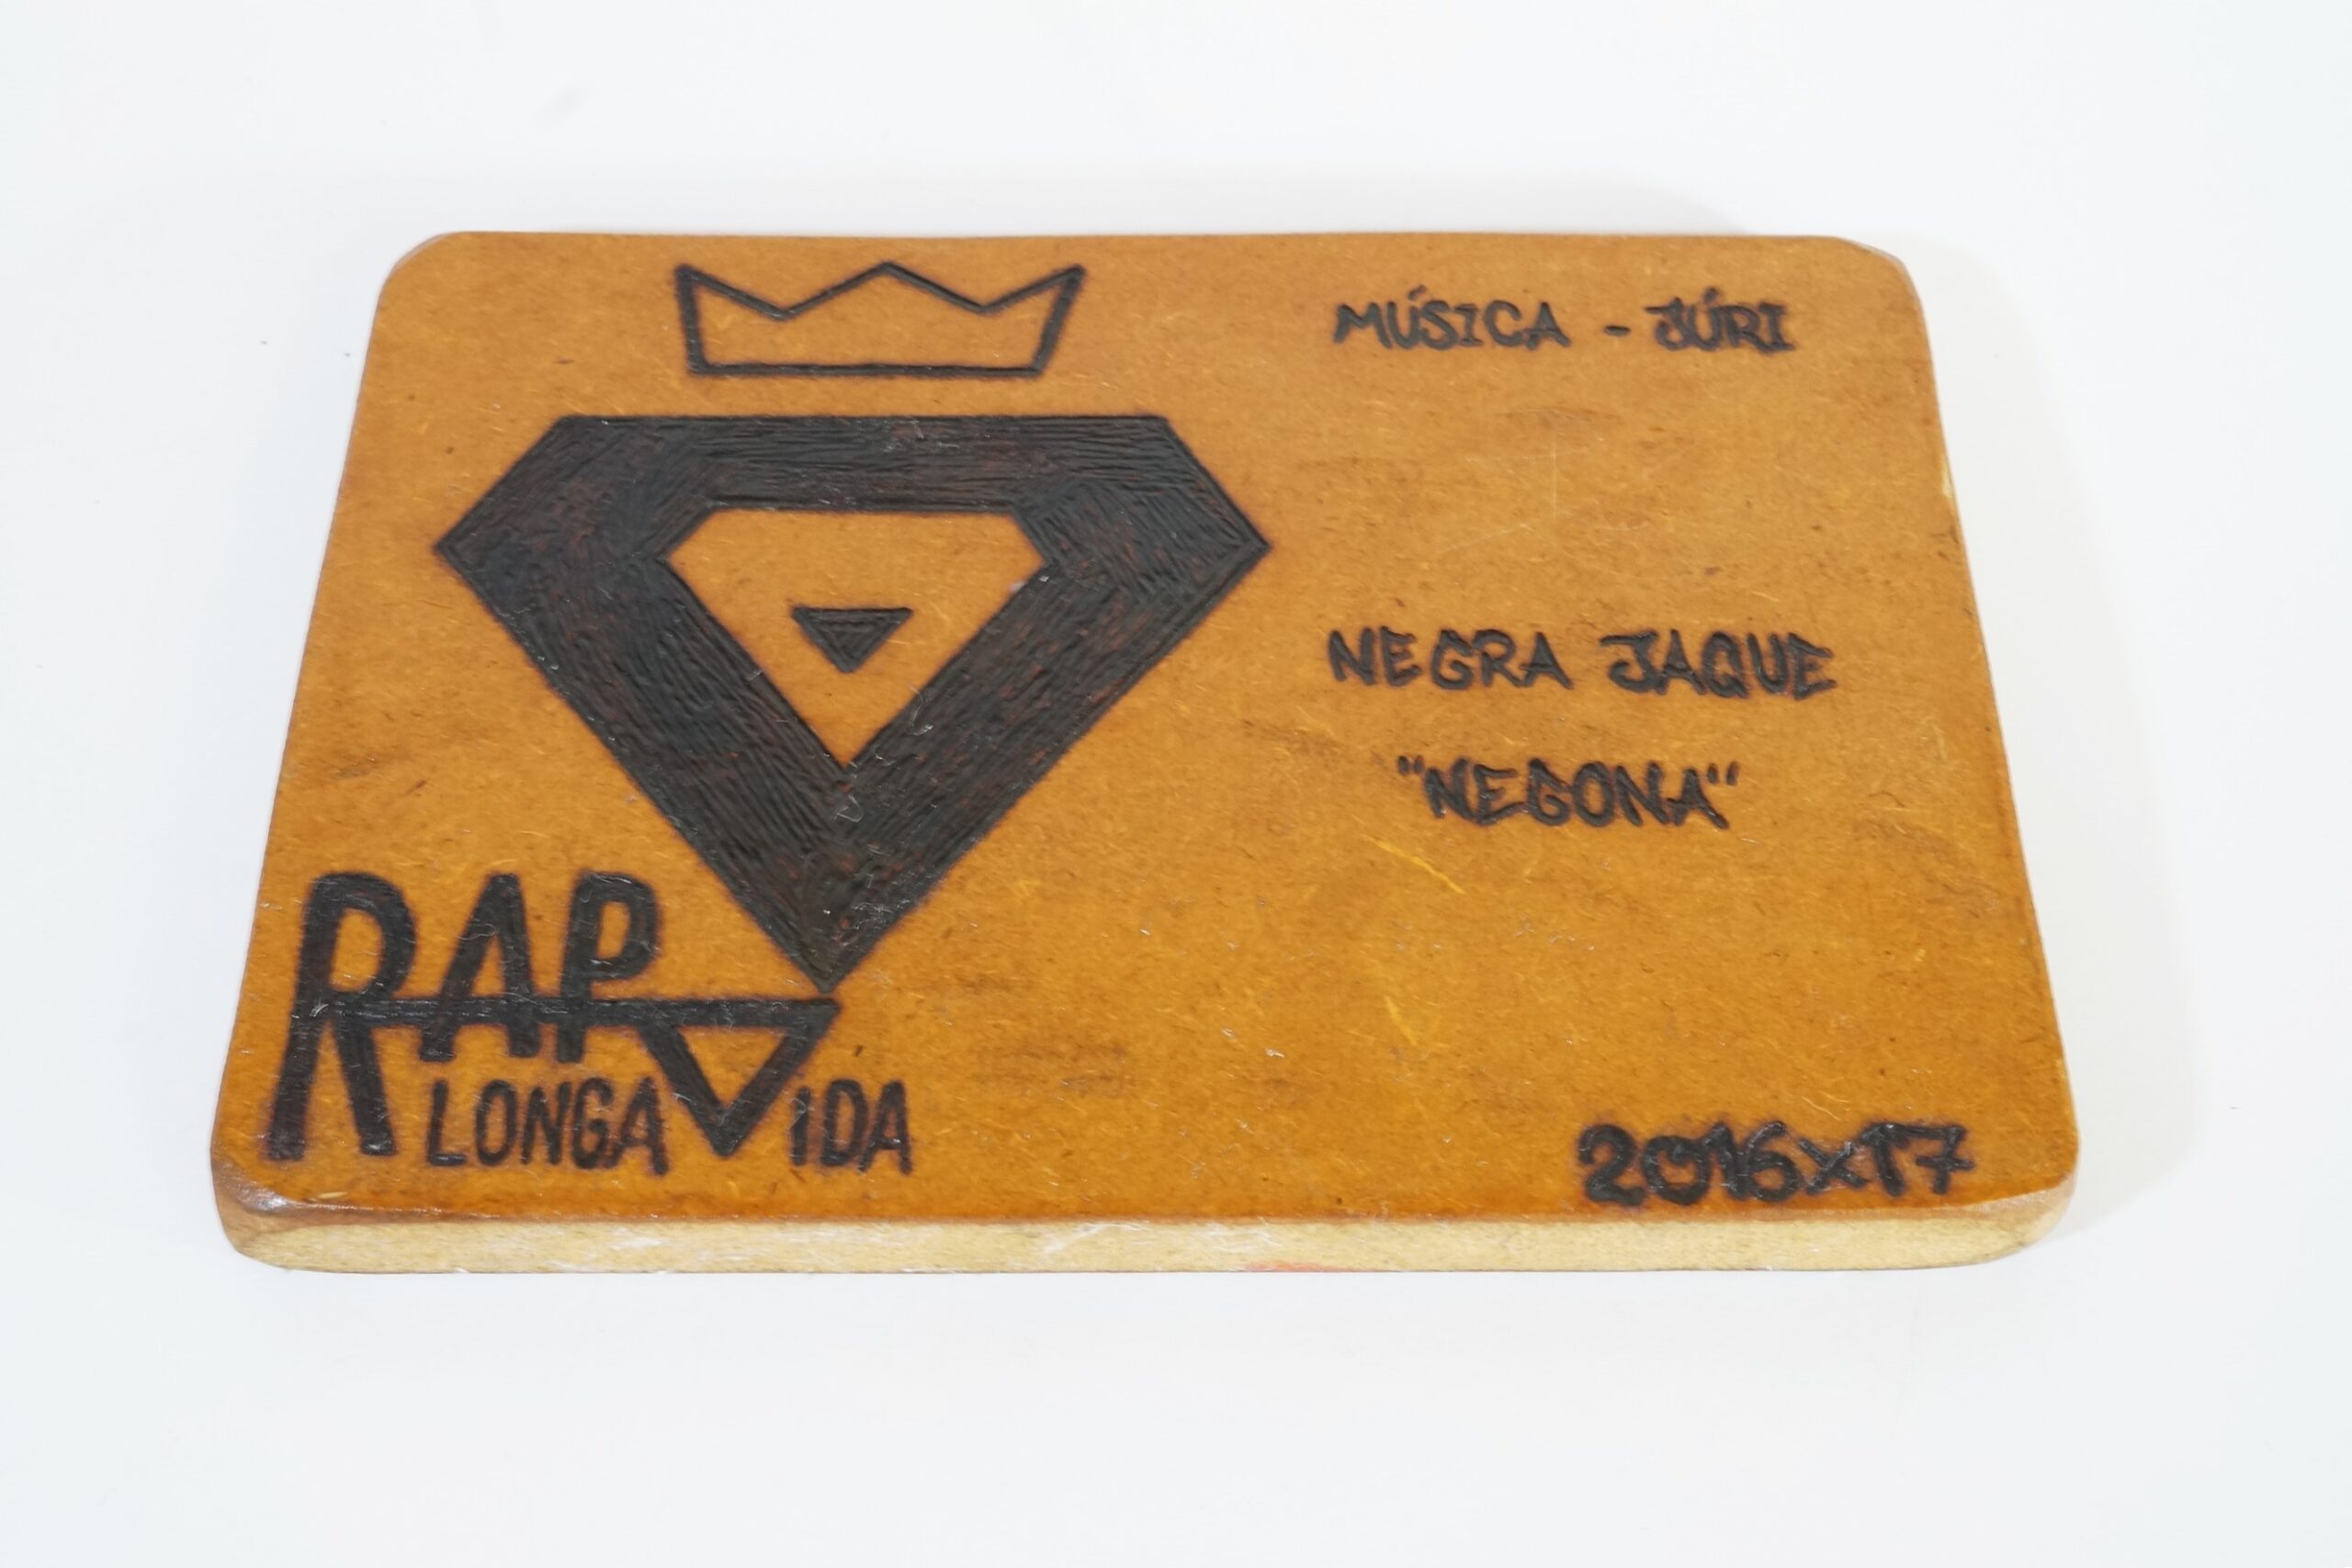 MÚSICA - JÚRI
NEGRA JAQUE
"NEGONA"
RAP
LONGA VIDA
2016x17